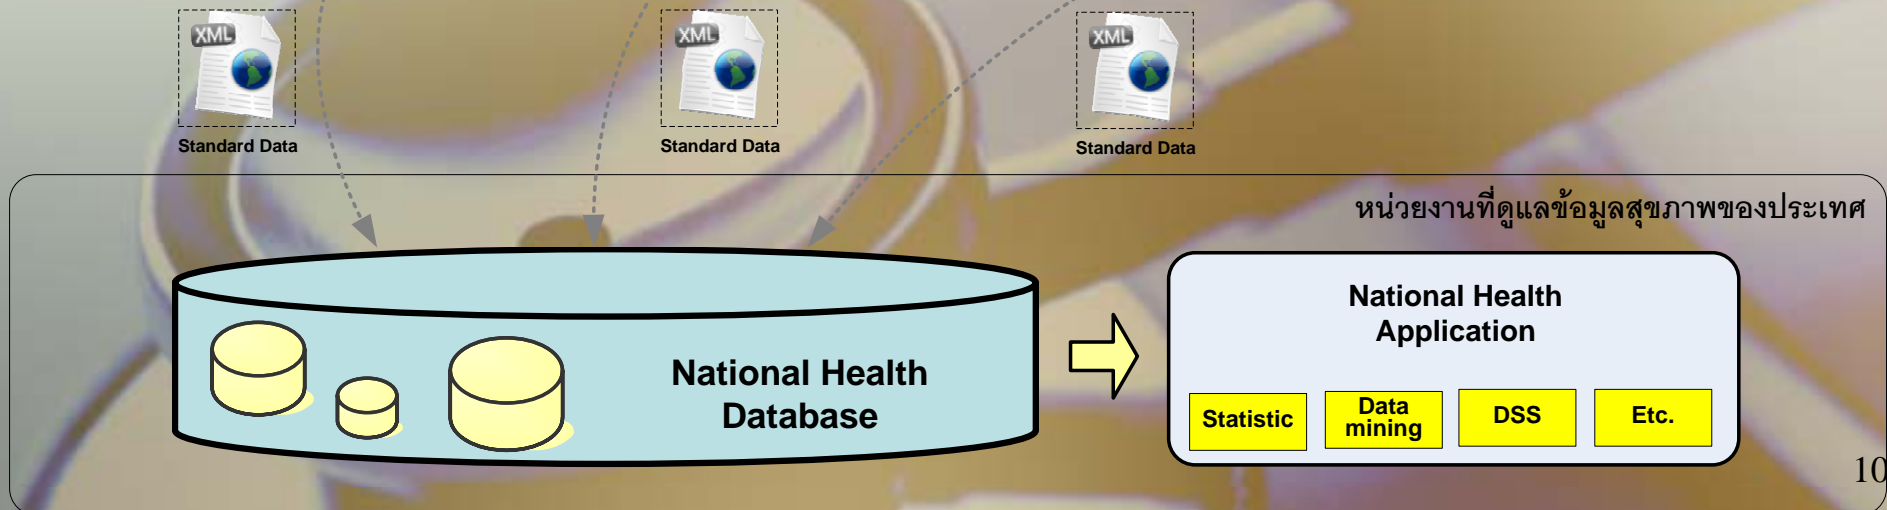 XML
XML
XML
Standard Data
Standard Data
Standard Data
หน่วยงานที่ดูแลข้อมูลสุขภาพของประเทศ
National Health
Database
National Health
Application
Statistic
Data
mining
DSS
Etc.
10